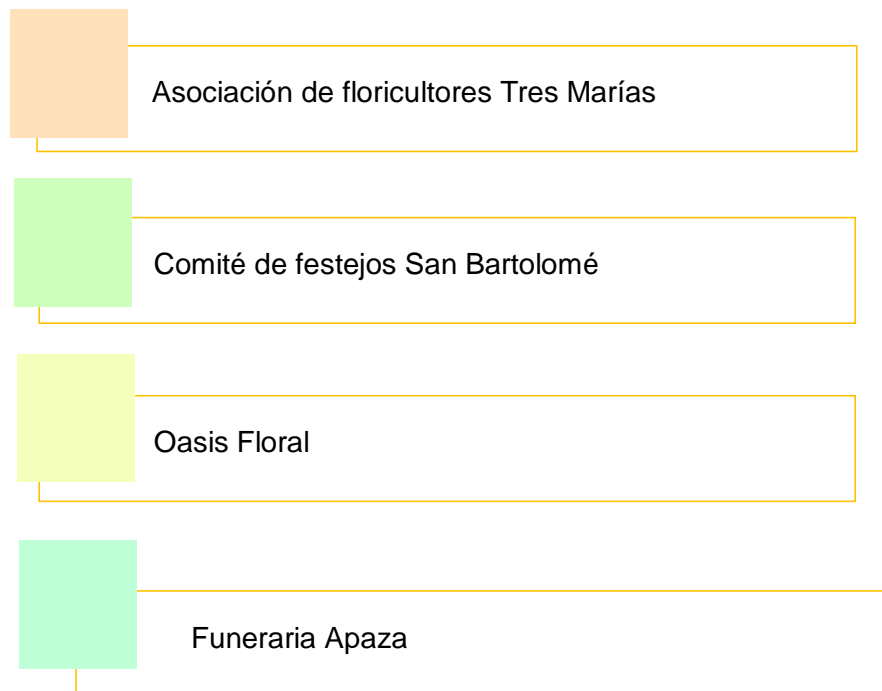 Asociación de floricultores Tres Marías
Comité de festejos San Bartolomé
Oasis Floral
Funeraria Apaza